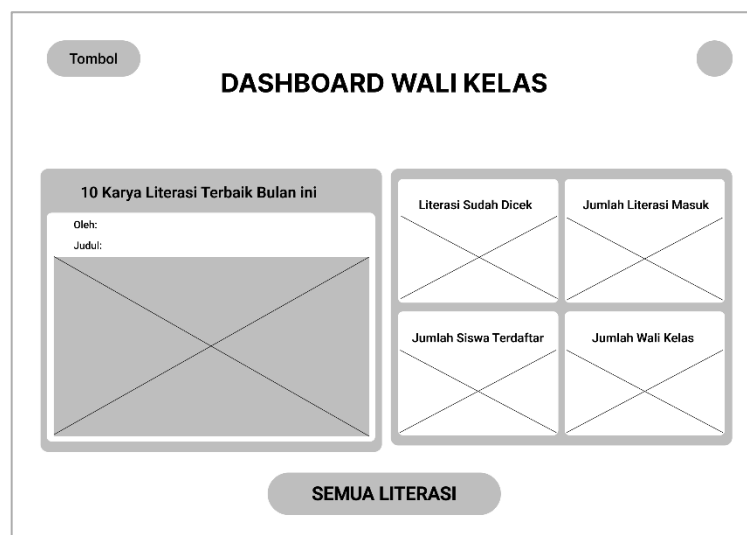 Tombol
DASHBOARD WALI KELAS
10 Karya Literasi Terbaik Bulan ini
Oleh:
Judul:
Literasi Sudah Dicek
Jumlah Literasi Masuk
Jumlah Siswa Terdaftar
Jumlah Wali Kelas
SEMUA LITERASI